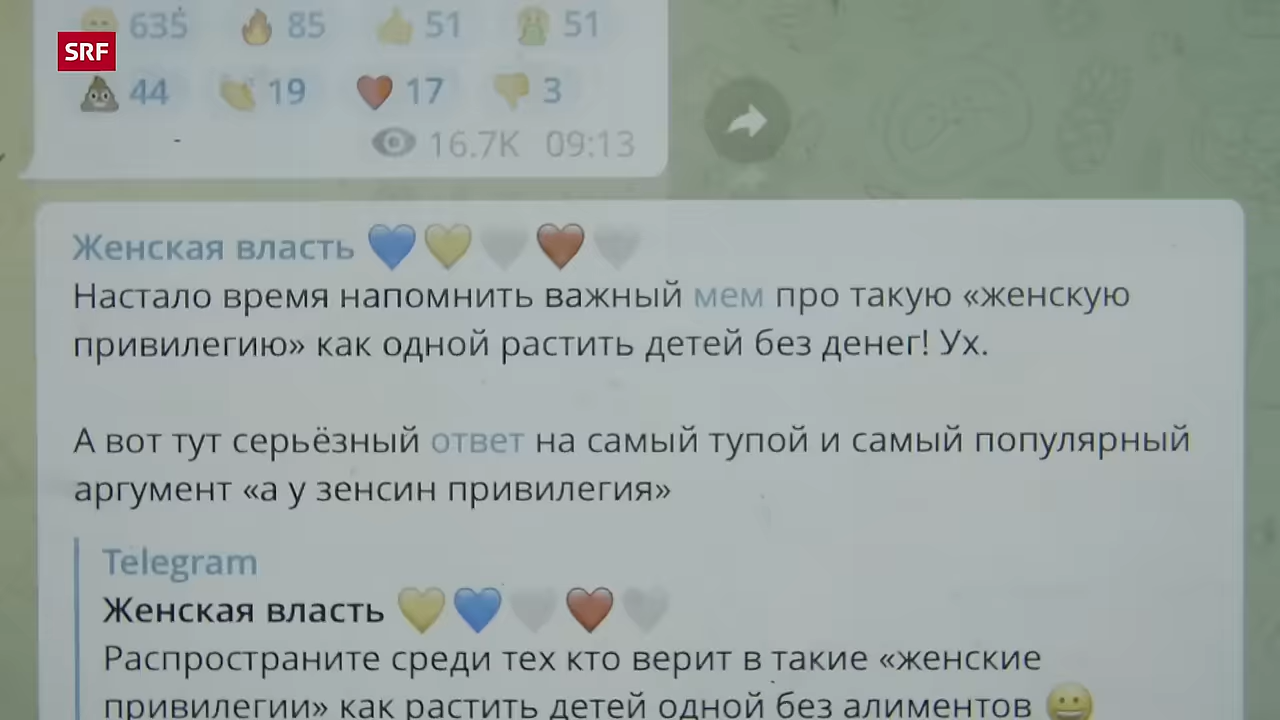 635 85 51 51
SRF
44 19 17 3
16.7K 09:13
Женская власть
Настало время напомнить важный мем про такую «женскую
привилегию» как одной растить детей без денег! Ух.
А вот тут серьёзный ответ на самый тупой и самый популярный
аргумент «а у зенсин привилегия»
Telegram
Женская власть
Распространите среди тех кто верит в такие «женские
привилегии» как растить детей одной без алиментов